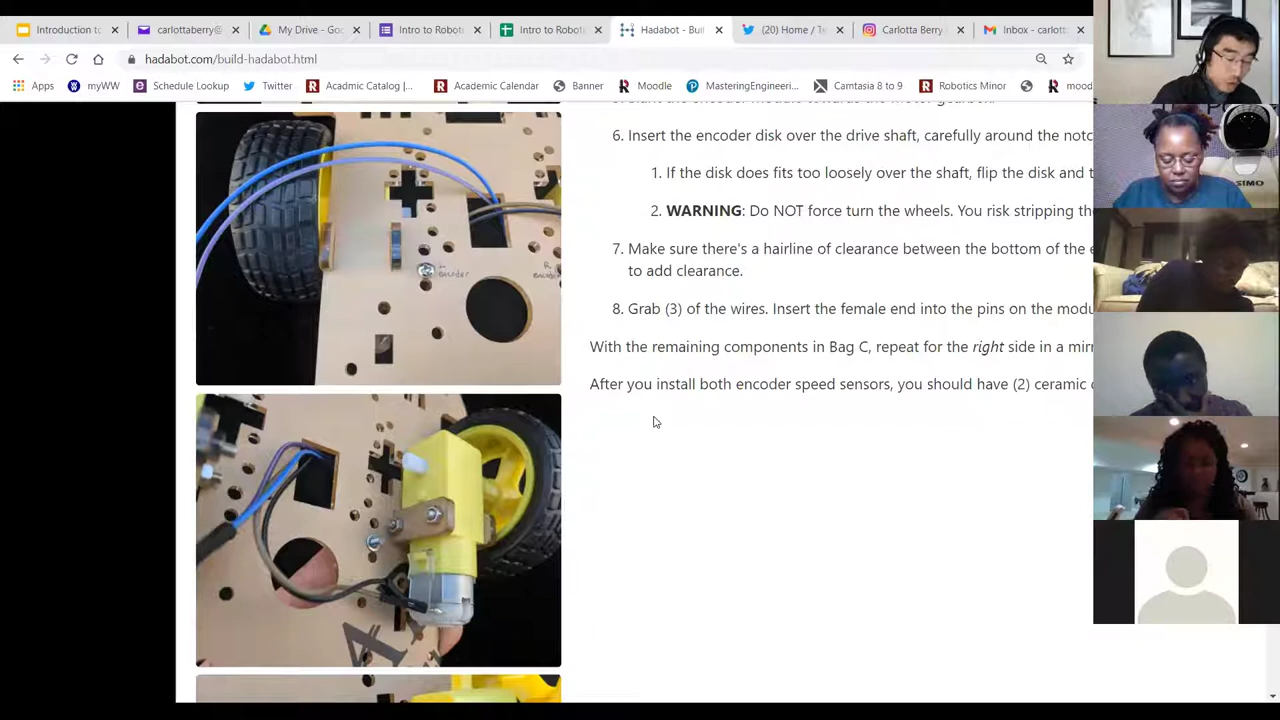 Introduction to
carlottaberry@
My Drive - Goo
Intro to Roboti
Intro to Robot
Hadabot - Buil
(20) Home / T
Carlotta Berry
Inbox - carlott
hadabot.com/build-hadabot.html
Apps
myWW
Schedule Lookup
Twitter
Acadmic Catalog |...
Academic Calendar
Banner
Moodle
MasteringEngineeri...
Camtasia 8 to 9
Robotics Minor
mood
6. Insert the encoder disk over the drive shaft, carefully around the notc
1. If the disk does fits too loosely over the shaft, flip the disk and t
2. WARNING: Do NOT force turn the wheels. You risk stripping the
7. Make sure there's a hairline of clearance between the bottom of the e
to add clearance.
8. Grab (3) of the wires. Insert the female end into the pins on the modu
With the remaining components in Bag C, repeat for the right side in a mirr
After you install both encoder speed sensors, you should have (2) ceramic c
encoder
R
A